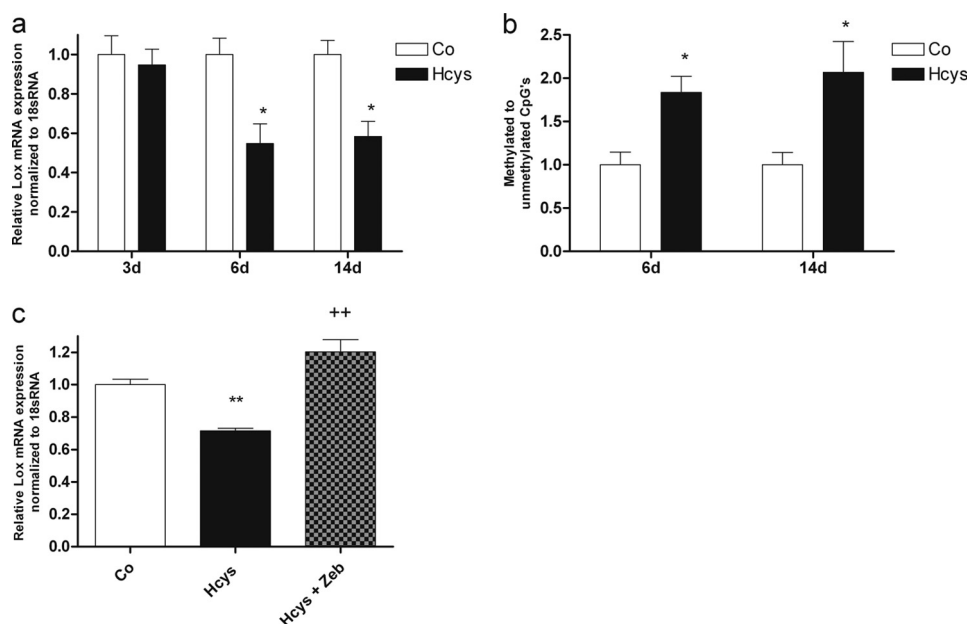 a
Relative Lox mRNA expression
normalized to 18sRNA
1.0
0.8
0.6
0.4
0.2
0.0
*
*
3d
6d
14d
Co
Hcys
b
Methylated to
unmethylated CpG's
2.5
2.0
1.5
1.0
0.5
0.0
*
*
6d
14d
Co
Hcys
c
Relative Lox mRNA expression
normalized to 18sRNA
1.2
1.0
0.8
0.6
0.4
0.2
0.0
**
++
Co
Hcys
Hcys + Zeb